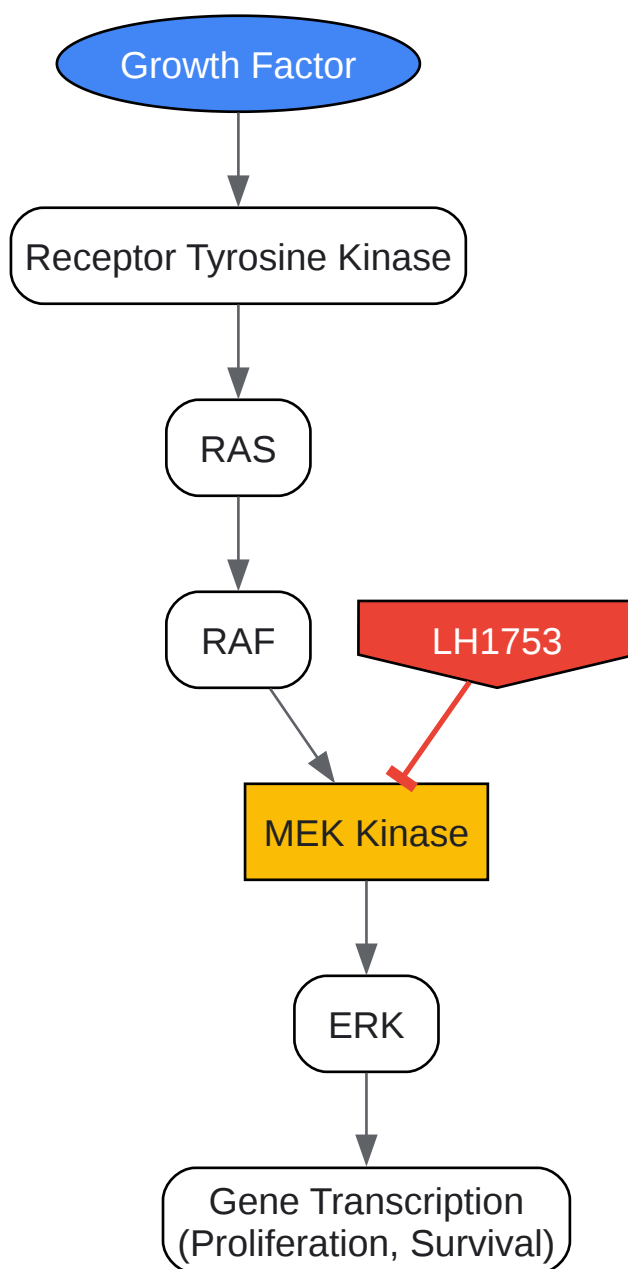 Growth Factor
Receptor Tyrosine Kinase
RAS
RAF
LH1753
MEK Kinase
ERK
Gene Transcription
(Proliferation, Survival)